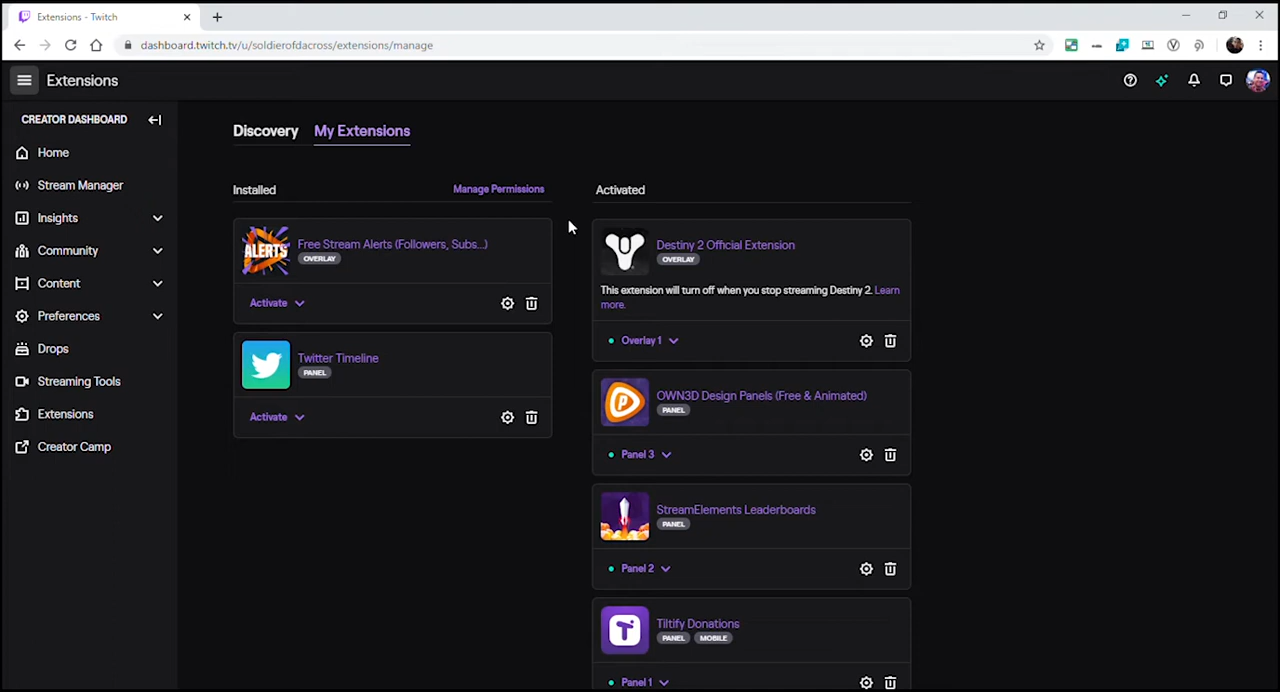 Extensions - Twitch
dashboard.twitch.tv/u/soldierofdacross/extensions/manage
Extensions
CREATOR DASHBOARD
Home
Stream Manager
Insights
Community
Content
Preferences
Drops
Streaming Tools
Extensions
Creator Camp
Discovery My Extensions
Installed Manage Permissions
ALERTS
Free Stream Alerts (Followers, Subs...)
OVERLAY
Activate
Twitter Timeline
PANEL
Activate
Activated
Destiny 2 Official Extension
OVERLAY
This extension will turn off when you stop streaming Destiny 2. Learn
more.
Overlay 1
OWN3D Design Panels (Free & Animated)
PANEL
Panel 3
StreamElements Leaderboards
PANEL
Panel 2
Tiltify Donations
PANEL MOBILE
Panel 1